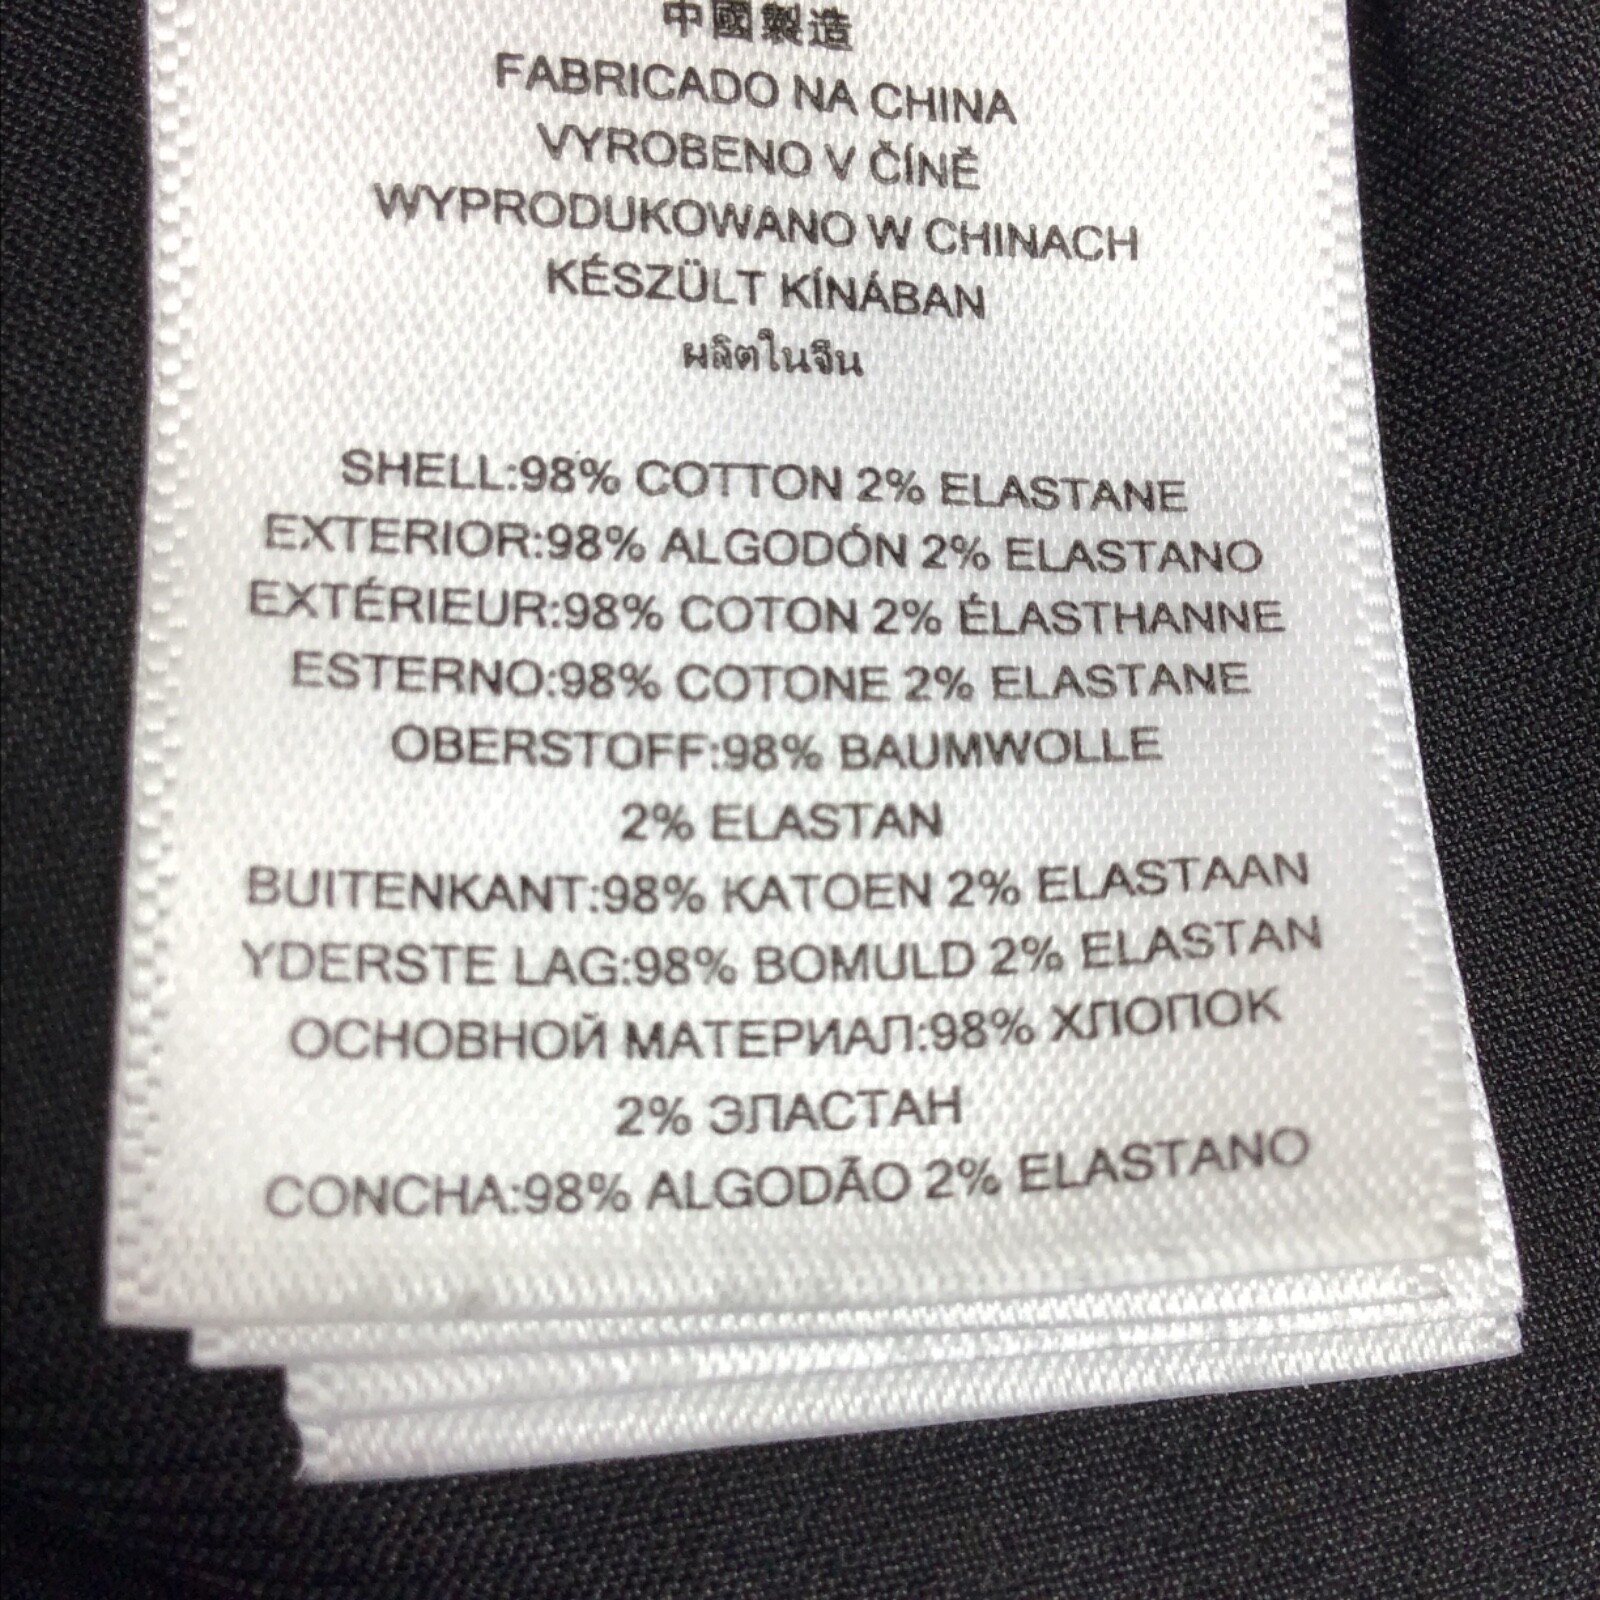 中國製造
FABRICADO NA CHINA
VYROBENO V ČÍNĚ
WYPRODUKOWANO W CHINACH
KÉSZÜLT KÍNÁBAN
ผลิตในจีน
SHELL:98% COTTON 2% ELASTANE
EXTERIOR:98% ALGODÓN 2% ELASTANO
EXTÉRIEUR:98% COTON 2% ÉLASTHANNE
ESTERNO:98% COTONE 2% ELASTANE
OBERSTOFF:98% BAUMWOLLE
2% ELASTAN
BUITENKANT:98% KATOEN 2% ELASTAAN
YDERSTE LAG:98% BOMULD 2% ELASTAN
ОСНОВНОЙ МАТЕРИАЛ:98% ХЛОПОК
2% ЭЛАСТАН
CONCHA:98% ALGODÃO 2% ELASTANO